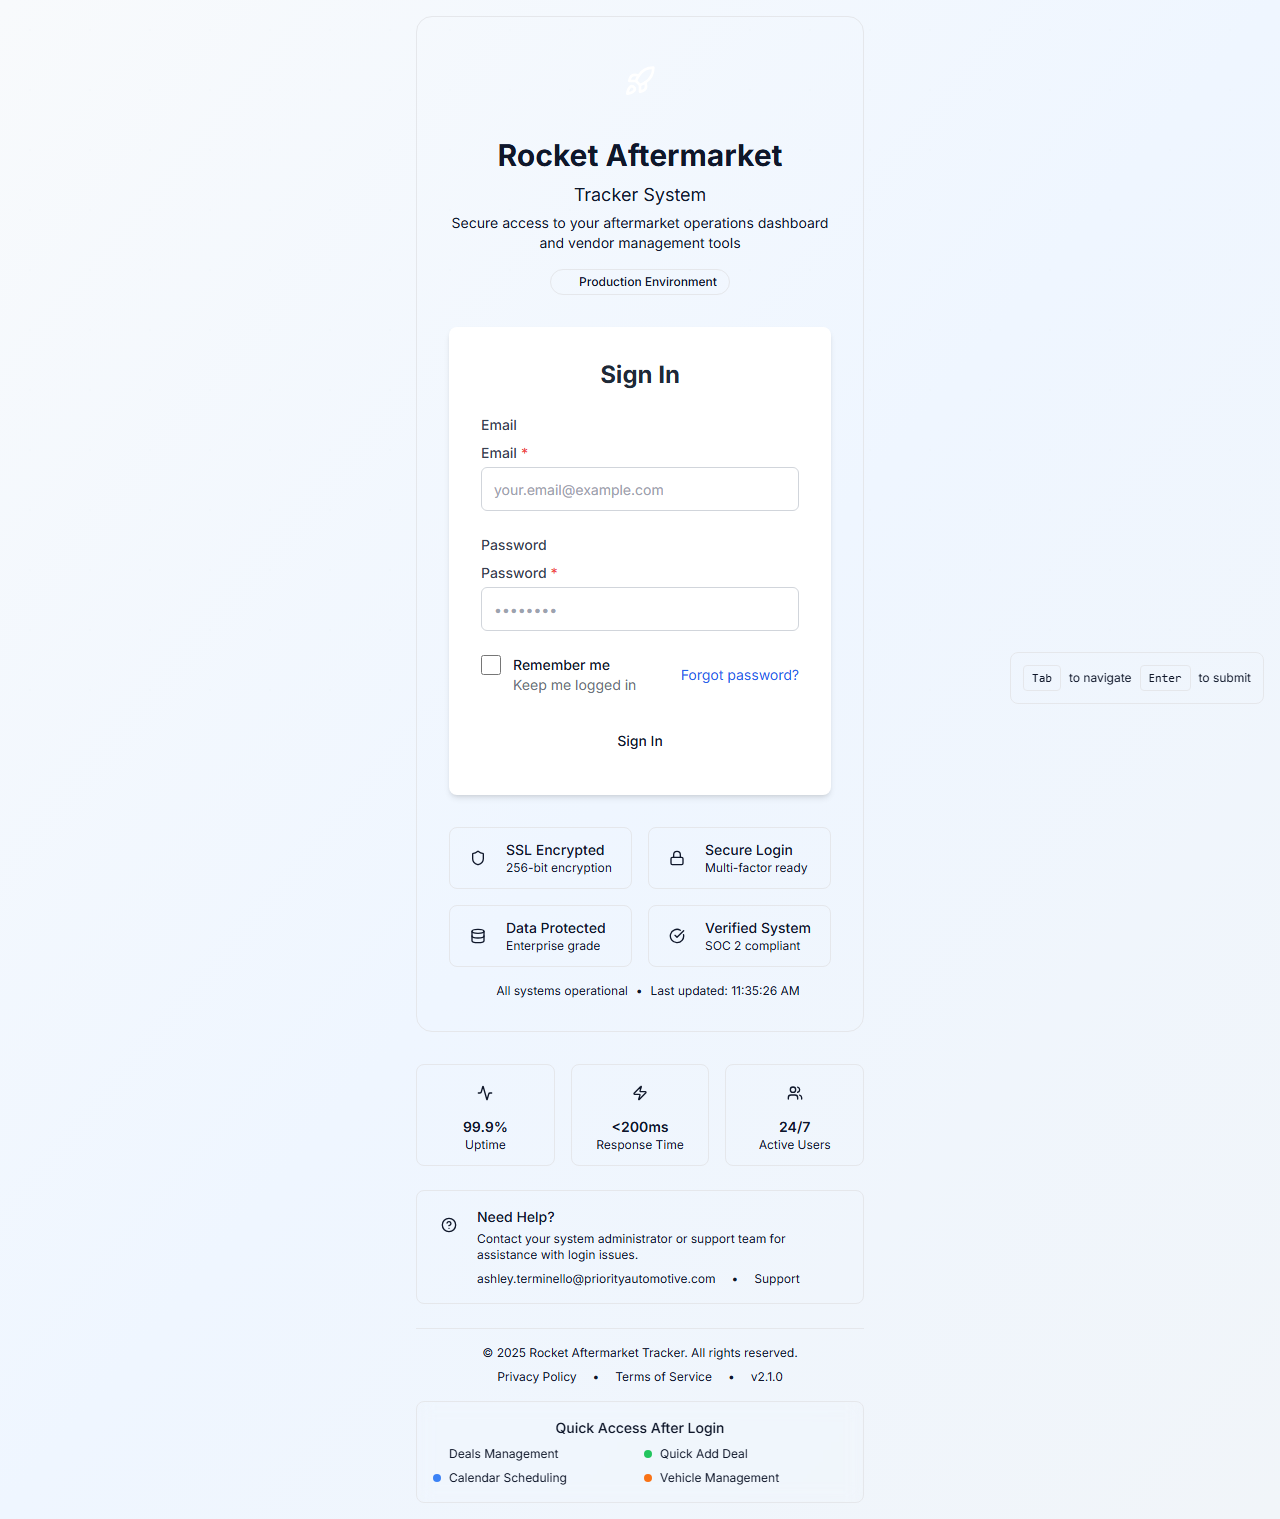 Rocket Aftermarket
Tracker System
Secure access to your aftermarket operations dashboard
and vendor management tools
Production Environment
Sign In
Email
Email *
your.email@example.com
Password
Password *
••••••••
Remember me
Keep me logged in
Forgot password?
Sign In
Tab to navigate Enter to submit
SSL Encrypted
256-bit encryption
Secure Login
Multi-factor ready
Data Protected
Enterprise grade
Verified System
SOC 2 compliant
All systems operational • Last updated: 11:35:26 AM
99.9%
Uptime
<200ms
Response Time
24/7
Active Users
Need Help?
Contact your system administrator or support team for
assistance with login issues.
ashley.terminello@priorityautomotive.com • Support
© 2025 Rocket Aftermarket Tracker. All rights reserved.
Privacy Policy • Terms of Service • v2.1.0
Quick Access After Login
Deals Management
Quick Add Deal
Calendar Scheduling
Vehicle Management